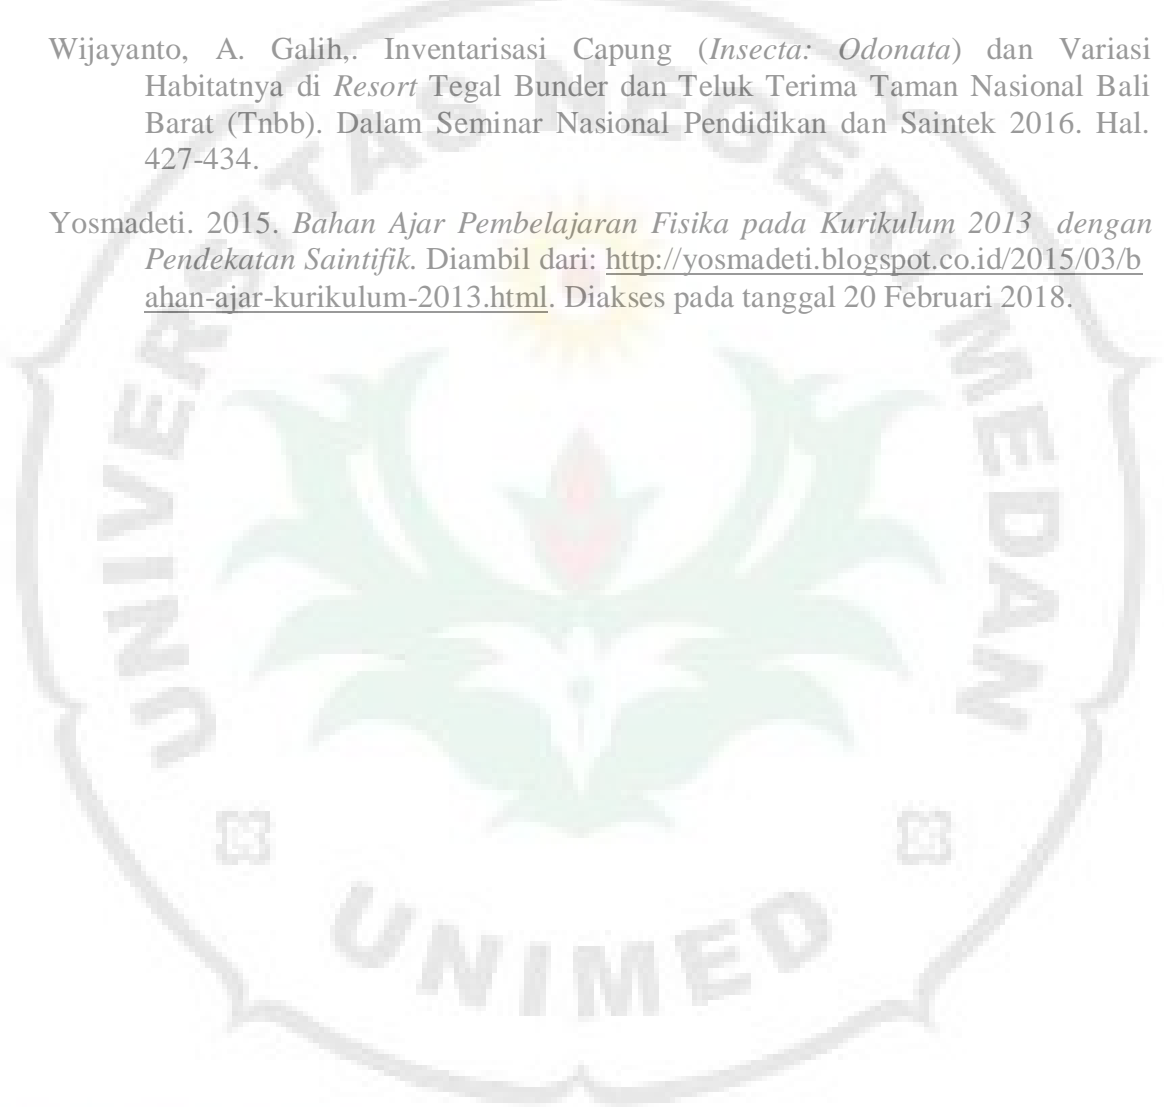 Wijayanto, A. Galih,. Inventarisasi Capung (Insecta: Odonata) dan Variasi
Habitatnya di Resort Tegal Bunder dan Teluk Terima Taman Nasional Bali
Barat (Tnbb). Dalam Seminar Nasional Pendidikan dan Saintek 2016. Hal.
427-434.
Yosmadeti. 2015. Bahan Ajar Pembelajaran Fisika pada Kurikulum 2013 dengan
Pendekatan Saintifik. Diambil dari: http://yosmadeti.blogspot.co.id/2015/03/b
ahan-ajar-kurikulum-2013.html. Diakses pada tanggal 20 Februari 2018.
UNIVERSITAS NEGERI MEDAN
UNIMED